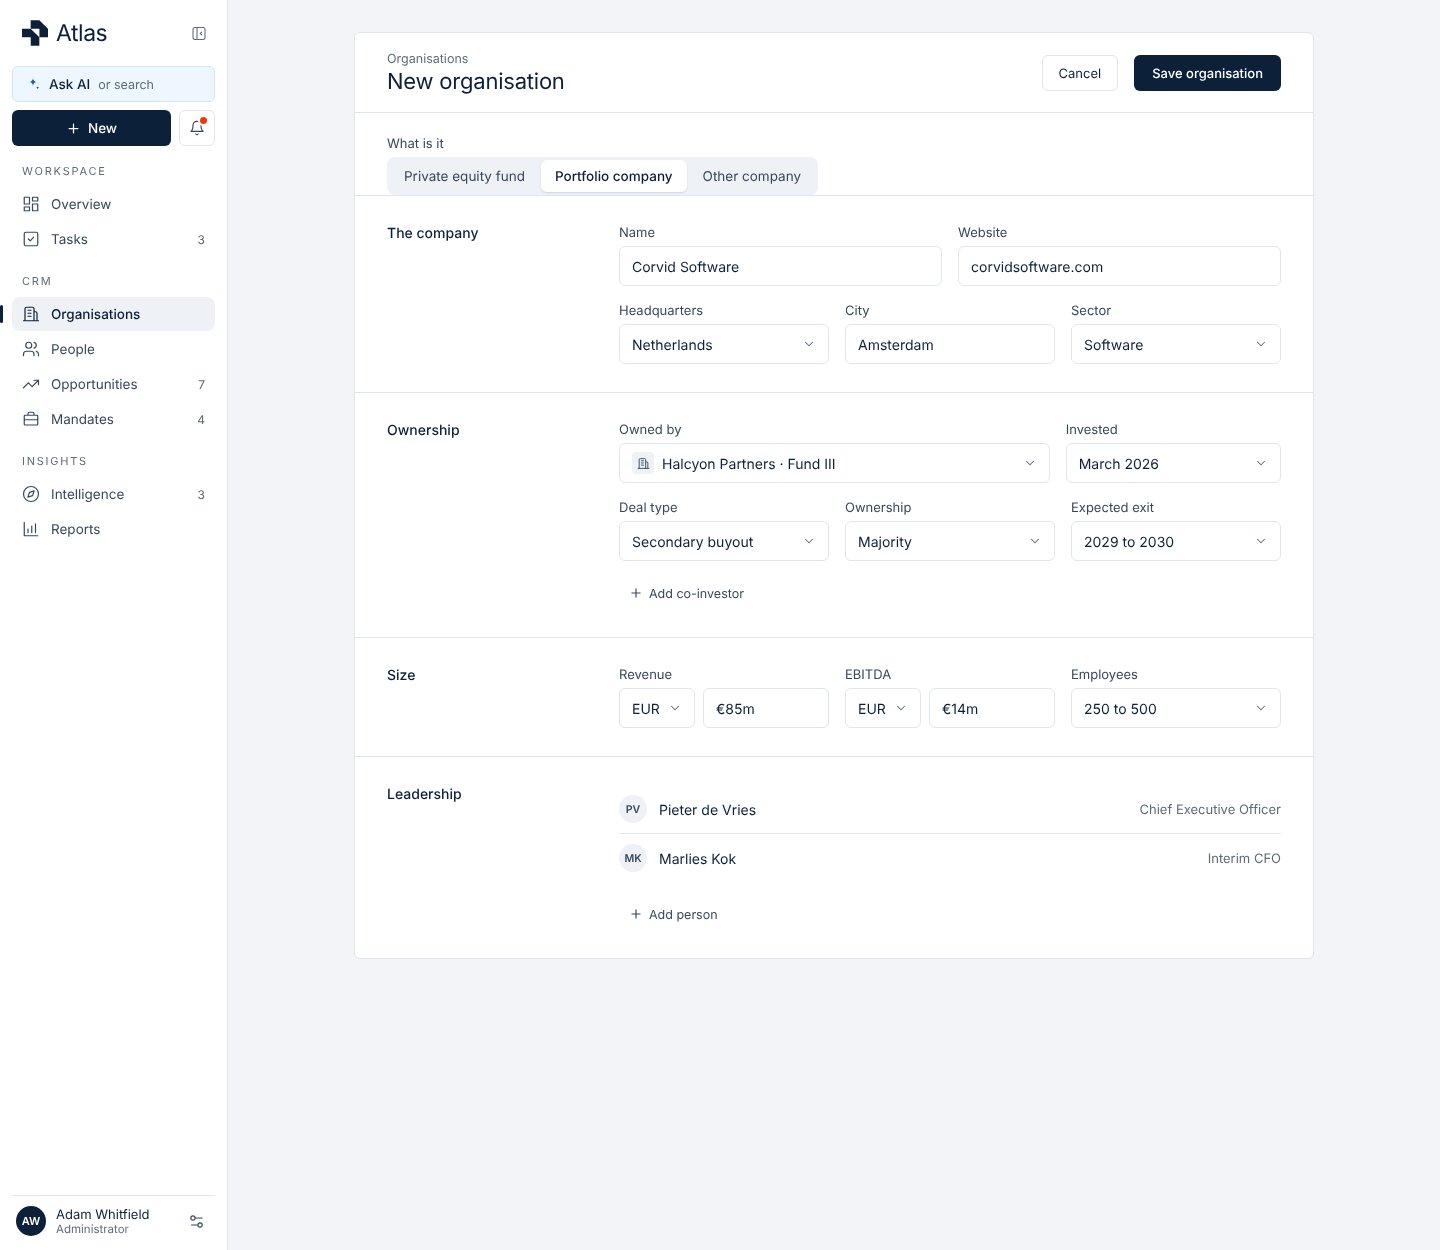 Atlas
Ask AI or search
New
WORKSPACE
Overview
Tasks 3
CRM
Organisations
People
Opportunities 7
Mandates 4
INSIGHTS
Intelligence 3
Reports
AW
Adam Whitfield
Administrator
Organisations
New organisation
Cancel
Save organisation
What is it
Private equity fund Portfolio company Other company
The company
Name Website
Corvid Software corvidsoftware.com
Headquarters City Sector
Netherlands Amsterdam Software
Ownership
Owned by Invested
Halcyon Partners · Fund III March 2026
Deal type Ownership Expected exit
Secondary buyout Majority 2029 to 2030
Add co-investor
Size
Revenue EBITDA Employees
EUR €85m EUR €14m 250 to 500
Leadership
PV Pieter de Vries Chief Executive Officer
MK Marlies Kok Interim CFO
Add person